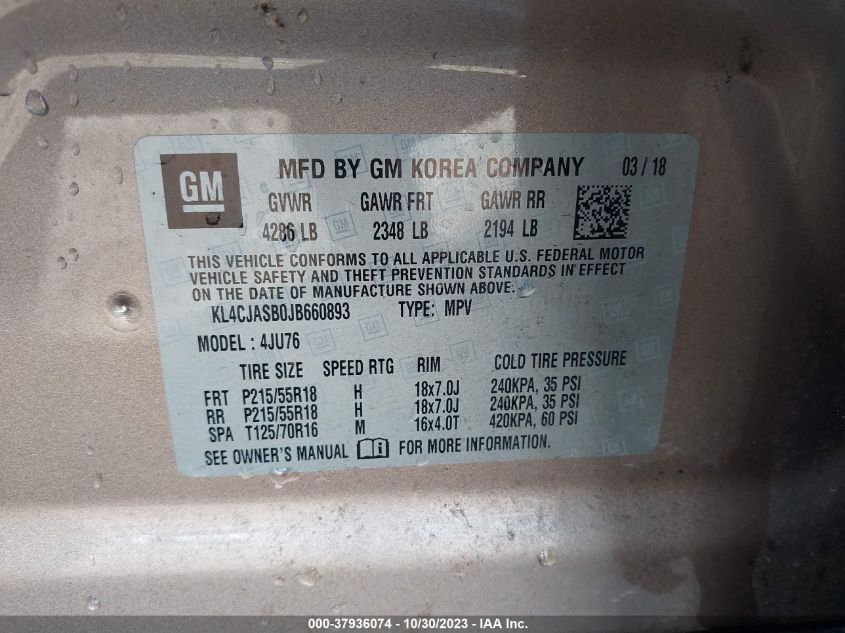 GM MFD BY GM KOREA COMPANY 03 / 18
GVWR GAWR FRT GAWR RR
4286 LB 2348 LB 2194 LB
GM
THIS VEHICLE CONFORMS TO ALL APPLICABLE U.S. FEDERAL MOTOR
VEHICLE SAFETY AND THEFT PREVENTION STANDARDS IN EFFECT
ON THE DATE OF MANUFACTURE SHOWN ABOVE.
KL4CJASB0JB660893 TYPE: MPV
MODEL : 4JU76
TIRE SIZE SPEED RTG RIM COLD TIRE PRESSURE
FRT P215/55R18 H 18x7.0J 240KPA, 35 PSI
RR P215/55R18 H 18x7.0J 240KPA, 35 PSI
SPA T125/70R16 M 16x4.0T 420KPA, 60 PSI
SEE OWNER'S MANUAL i FOR MORE INFORMATION.
000-37936074 - 10/30/2023 - IAA Inc.